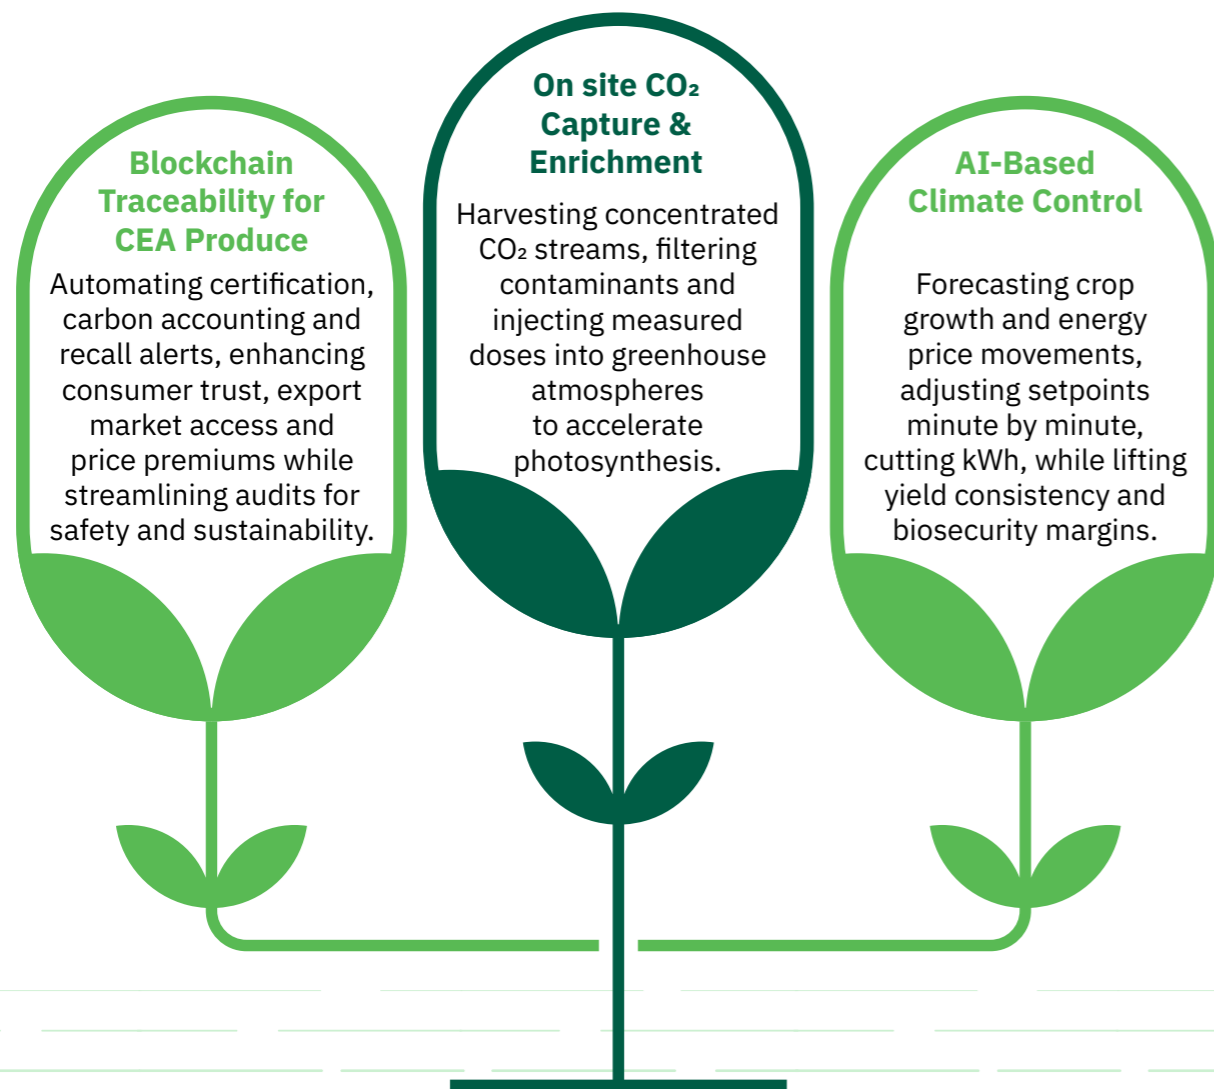 Blockchain
Traceability for
CEA Produce
Automating certification,
carbon accounting and
recall alerts, enhancing
consumer trust, export
market access and
price premiums while
streamlining audits for
safety and sustainability.
On site CO₂
Capture &
Enrichment
Harvesting concentrated
CO₂ streams, filtering
contaminants and
injecting measured
doses into greenhouse
atmospheres
to accelerate
photosynthesis.
AI-Based
Climate Control
Forecasting crop
growth and energy
price movements,
adjusting setpoints
minute by minute,
cutting kWh, while lifting
yield consistency and
biosecurity margins.